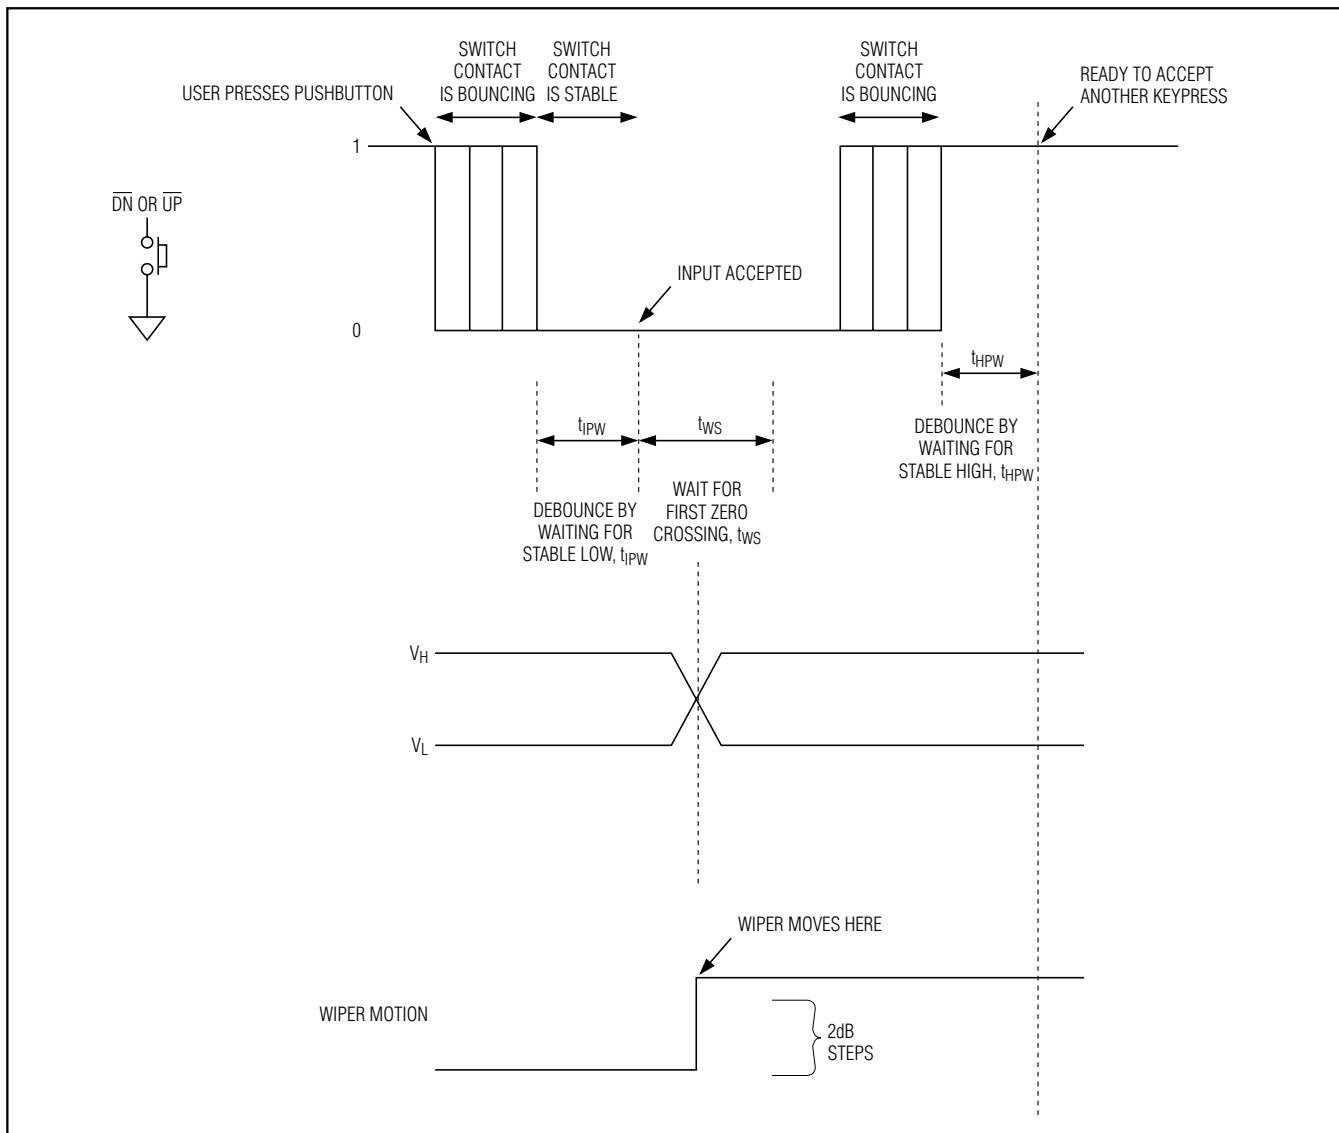 SWITCH
CONTACT
IS BOUNCING
SWITCH
CONTACT
IS STABLE
SWITCH
CONTACT
IS BOUNCING
READY TO ACCEPT
ANOTHER KEYPRESS
USER PRESSES PUSHBUTTON
1
D̅N̅ OR U̅P̅
INPUT ACCEPTED
0
tHPW
DEBOUNCE BY
WAITING FOR
STABLE HIGH, tHPW
tIPW
tWS
WAIT FOR
FIRST ZERO
CROSSING, tWS
DEBOUNCE BY
WAITING FOR
STABLE LOW, tIPW
VH
VL
WIPER MOVES HERE
WIPER MOTION
2dB
STEPS